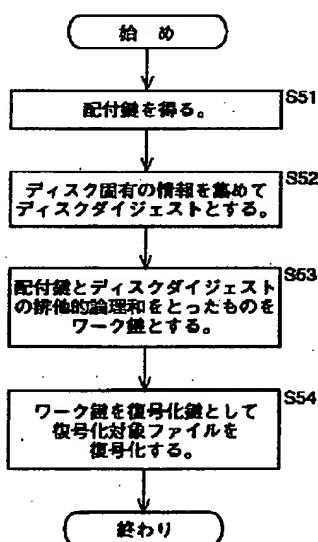 始め
S51
配付鍵を得る。
S52
ディスク固有の情報を集めて
ディスクダイジェストとする。
S53
配付鍵とディスクダイジェスト
の排他的論理和をとったものを
ワーク鍵とする。
S54
ワーク鍵を復号化鍵として
復号化対象ファイルを
復号化する。
終わり